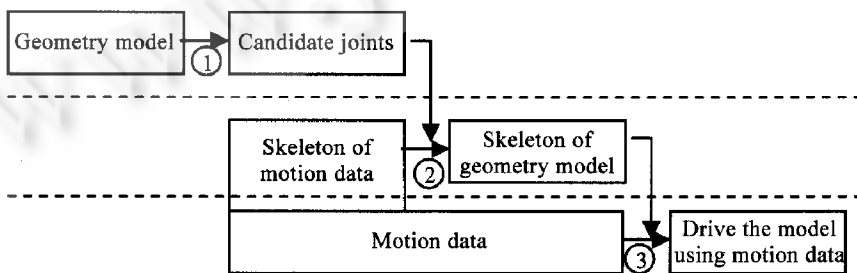 Geometry model
①
Candidate joints
Skeleton of
motion data
②
Skeleton of
geometry model
Motion data
③
Drive the model
using motion data